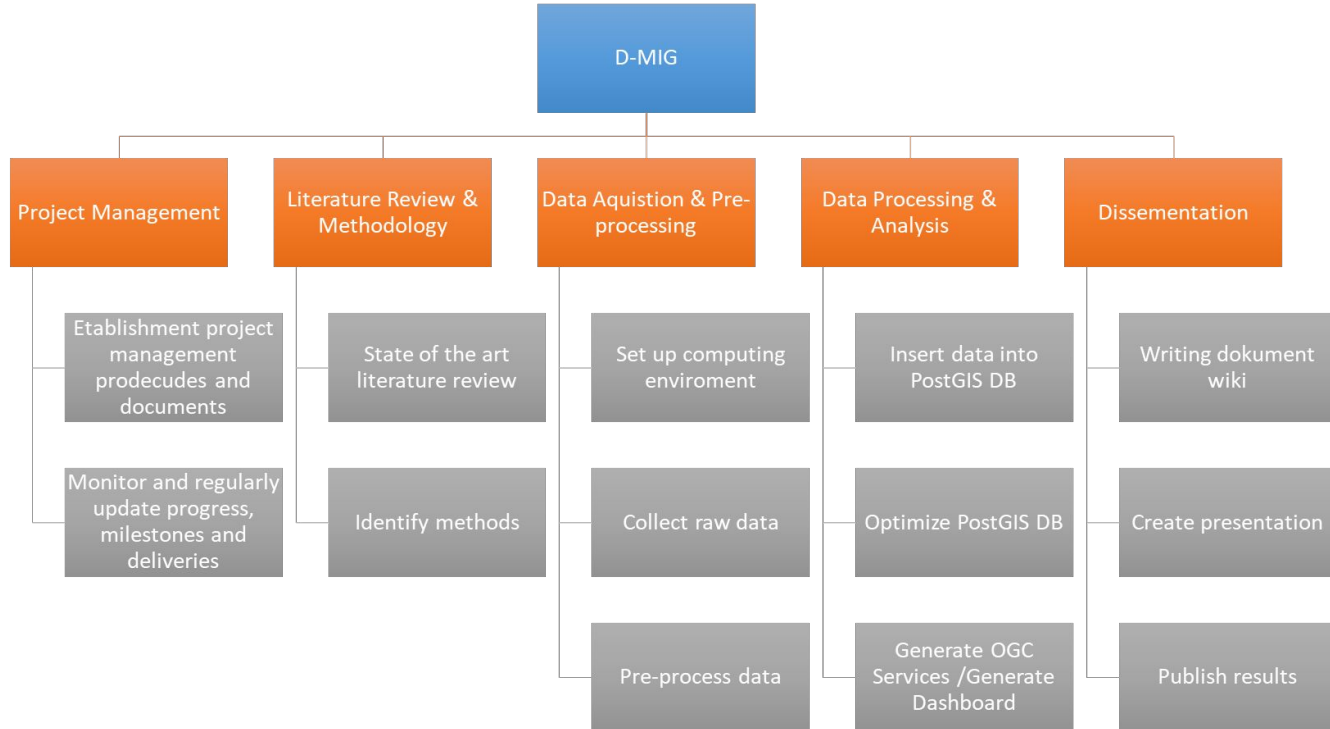 D-MIG
Project Management
Literature Review &
Methodology
Data Aquistion & Pre-
processing
Data Processing &
Analysis
Dissementation
Etablishment project
management
prodecudes and
documents
Monitor and regularly
update progress,
milestones and
deliveries
State of the art
literature review
Identify methods
Set up computing
enviroment
Collect raw data
Pre-process data
Insert data into
PostGIS DB
Optimize PostGIS DB
Generate OGC
Services /Generate
Dashboard
Writing dokument
wiki
Create presentation
Publish results